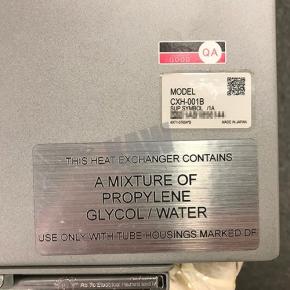 QA
MODEL
CXH-001B
SUP SYMBOL /1A
MADE IN JAPAN
THIS HEAT EXCHANGER CONTAINS
A MIXTURE OF
PROPYLENE
GLYCOL / WATER
USE ONLY WITH TUBE HOUSINGS MARKED DF